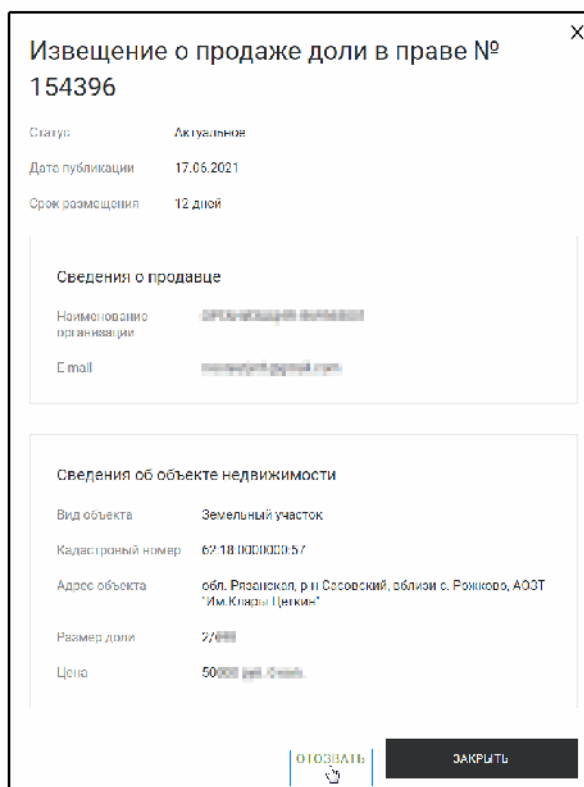 Извещение о продаже доли в праве №
154396
Статус Актуальное
Дата публикации 17.06.2021
Срок размещения 12 дней
Сведения о продавце
Наименование
организации
E-mail
Сведения об объекте недвижимости
Вид объекта Земельный участок
Кадастровый номер 62:18:0000000:57
Адрес объекта обл. Рязанская, р-н Сасовский, вблизи с. Рожково, АОЗТ
"Им.Клары Цеткин"
Размер доли 2/
Цена 50
ОТОЗВАТЬ ЗАКРЫТЬ